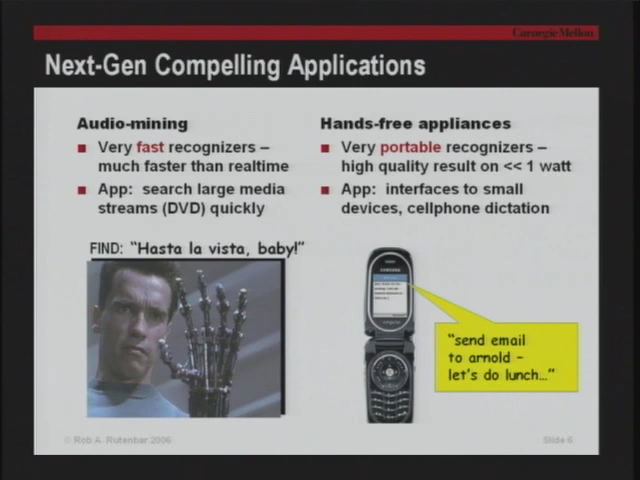 Carnegie Mellon
Next-Gen Compelling Applications
Audio-mining
Very fast recognizers –
much faster than realtime
App: search large media
streams (DVD) quickly
FIND: "Hasta la vista, baby!"
Hands-free appliances
Very portable recognizers –
high quality result on << 1 watt
App: interfaces to small
devices, cellphone dictation
SAMSUNG
"send email
to arnold –
let's do lunch…"
© Rob A. Rutenbar 2006
Slide 6